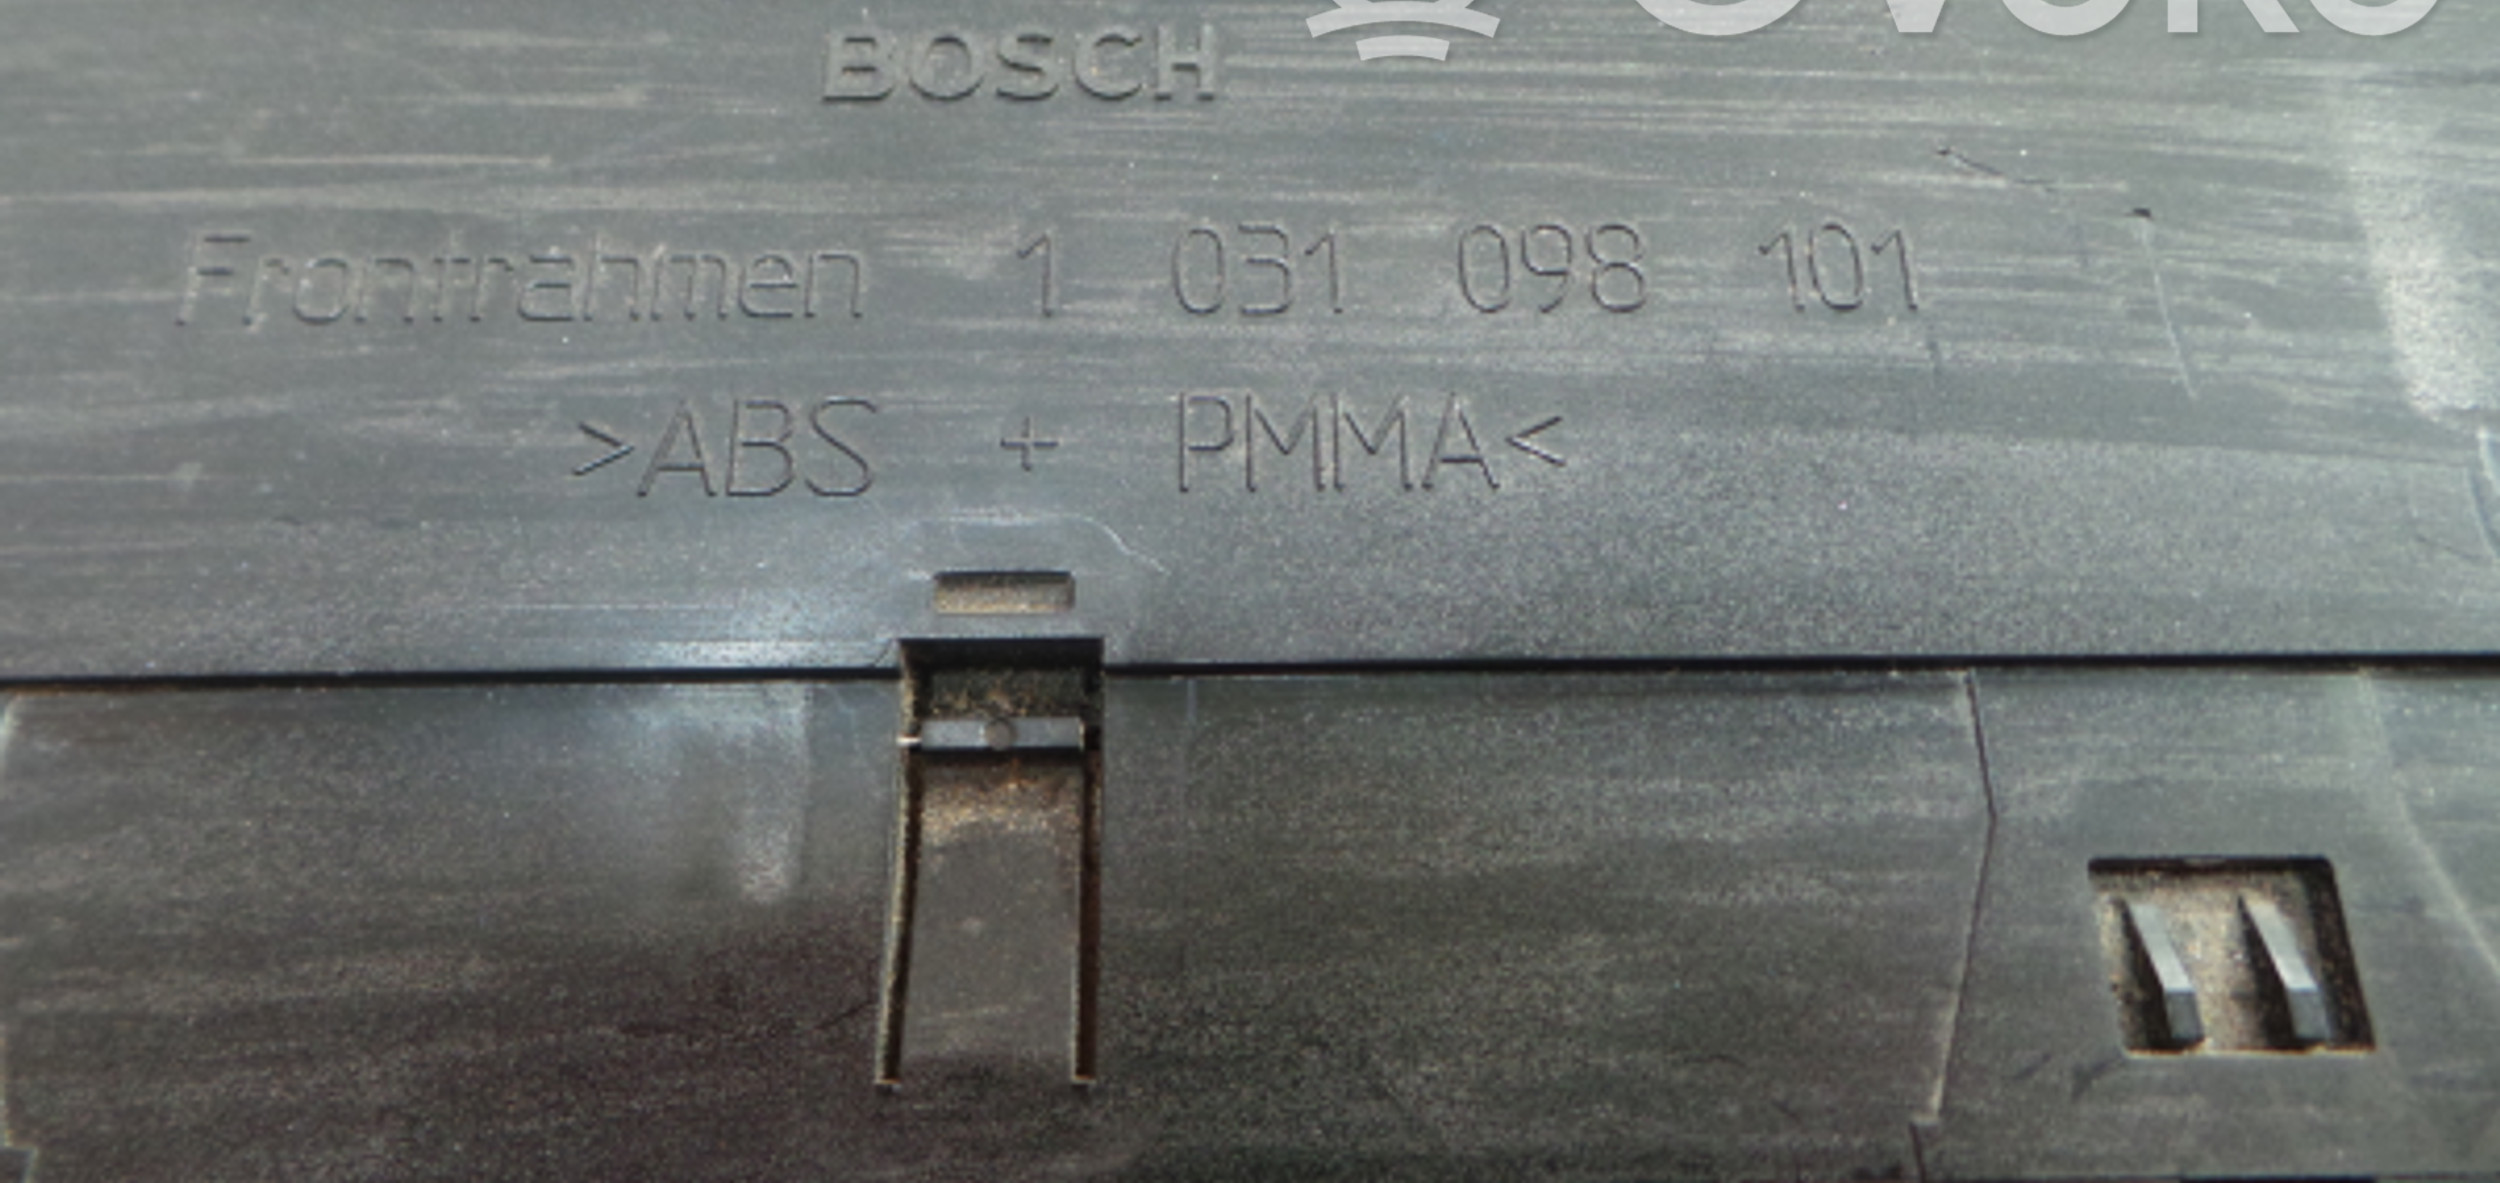 BOSCH
Frontrahmen 1 031 098 101
>ABS + PMMA<